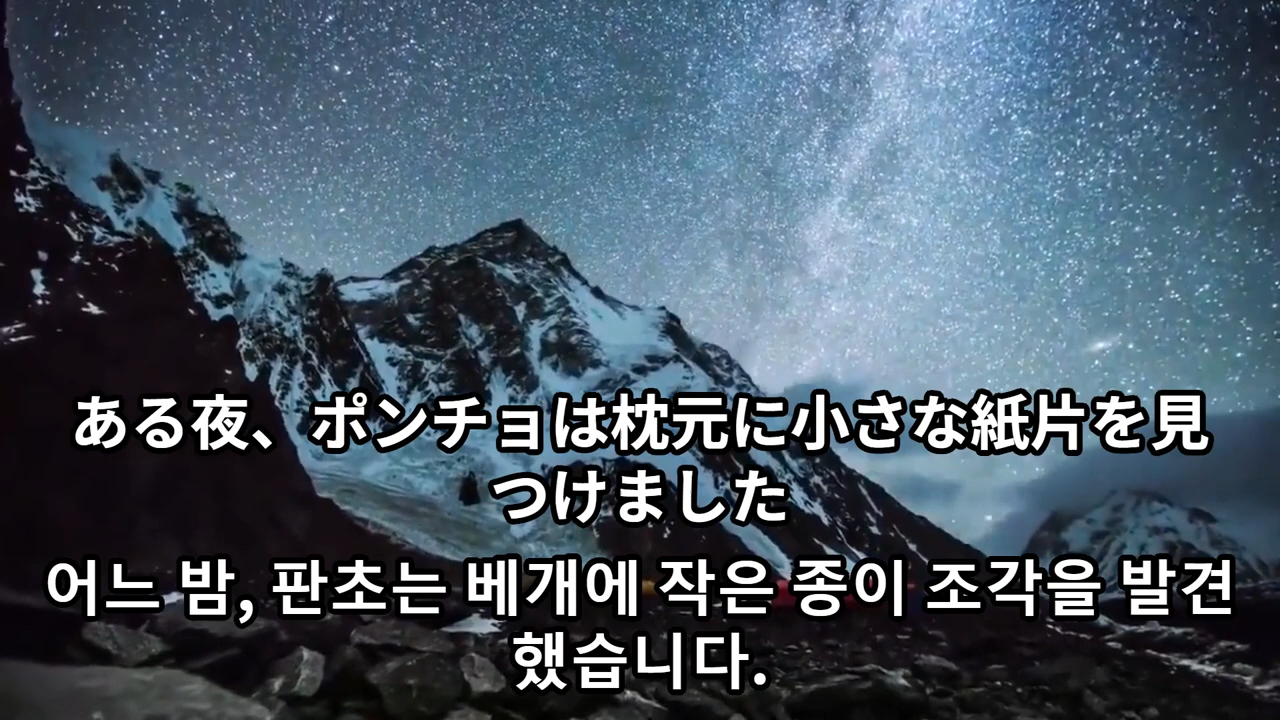 ある夜、ポンチョは枕元に小さな紙片を見
つけました
어느 밤, 판초는 베개에 작은 종이 조각을 발견
했습니다.